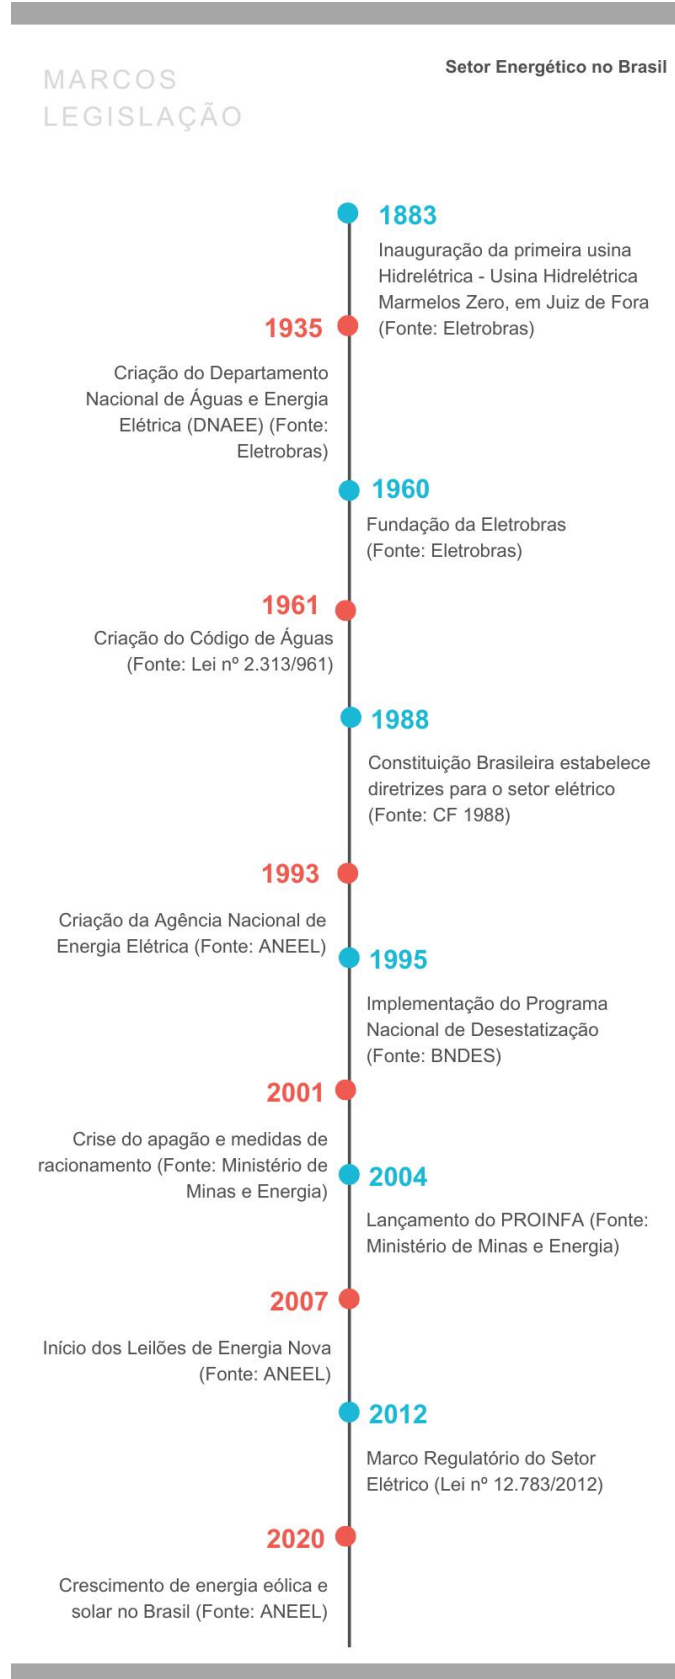 MARCOS
LEGISLAÇÃO
Setor Energético no Brasil
1883
Inauguração da primeira usina
Hidrelétrica - Usina Hidrelétrica
Marmelos Zero, em Juiz de Fora
(Fonte: Eletrobras)
1935
Criação do Departamento
Nacional de Águas e Energia
Elétrica (DNAEE) (Fonte:
Eletrobras)
1960
Fundação da Eletrobras
(Fonte: Eletrobras)
1961
Criação do Código de Águas
(Fonte: Lei nº 2.313/961)
1988
Constituição Brasileira estabelece
diretrizes para o setor elétrico
(Fonte: CF 1988)
1993
Criação da Agência Nacional de
Energia Elétrica (Fonte: ANEEL)
1995
Implementação do Programa
Nacional de Desestatização
(Fonte: BNDES)
2001
Crise do apagão e medidas de
racionamento (Fonte: Ministério de
Minas e Energia)
2004
Lançamento do PROINFA (Fonte:
Ministério de Minas e Energia)
2007
Início dos Leilões de Energia Nova
(Fonte: ANEEL)
2012
Marco Regulatório do Setor
Elétrico (Lei nº 12.783/2012)
2020
Crescimento de energia eólica e
solar no Brasil (Fonte: ANEEL)